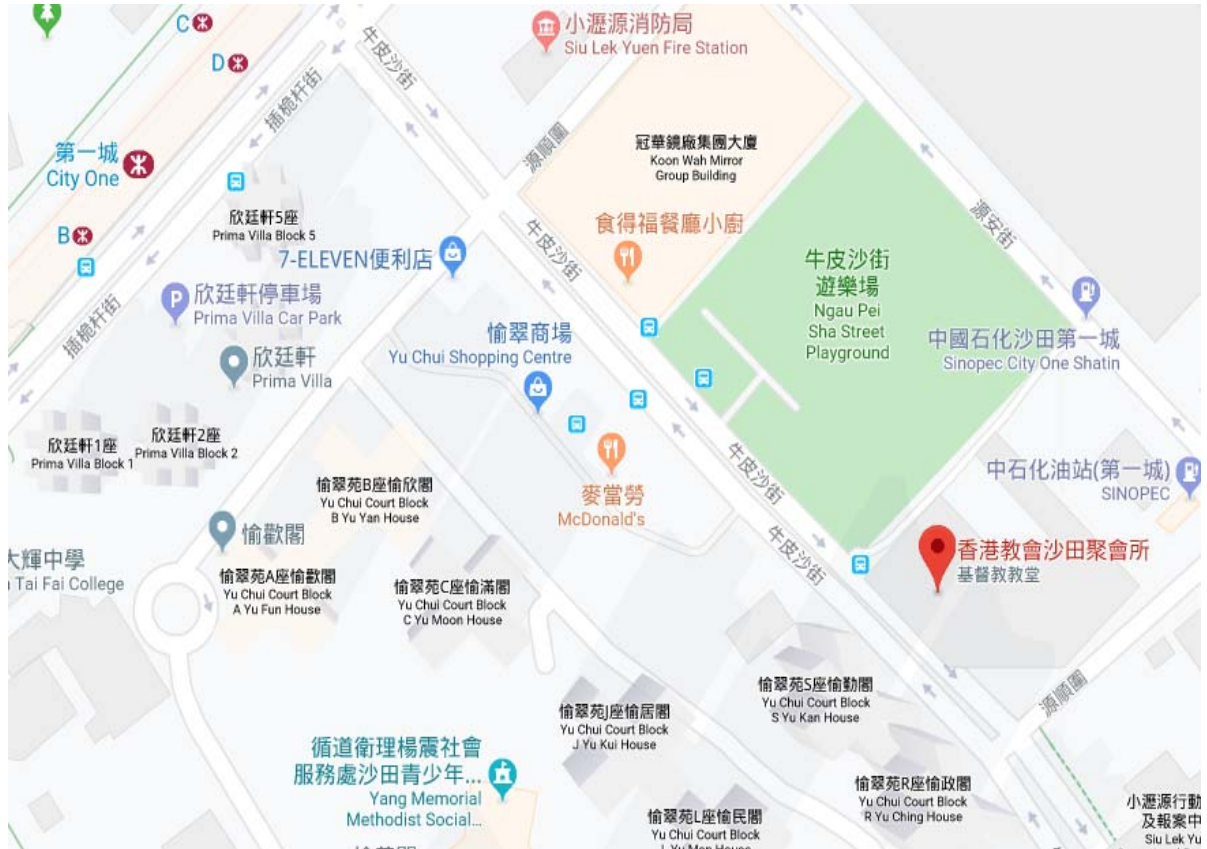 C
小瀝源消防局
Siu Lek Yuen Fire Station
D
牛皮沙街
插桅杆街
第一城
City One
源順圍
冠華鏡廠集團大廈
Koon Wah Mirror
Group Building
欣廷軒5座
Prima Villa Block 5
食得福餐廳小廚
源安街
B
7-ELEVEN便利店
牛皮沙街
牛皮沙街
遊樂場
Ngau Pei
Sha Street
Playground
P
欣廷軒停車場
Prima Villa Car Park
插桅杆街
愉翠商場
Yu Chui Shopping Centre
中國石化沙田第一城
Sinopec City One Shatin
欣廷軒
Prima Villa
欣廷軒1座
Prima Villa Block 1
欣廷軒2座
Prima Villa Block 2
牛皮沙街
中石化油站(第一城)
SINOPEC
愉翠苑B座愉欣閣
Yu Chui Court Block
B Yu Yan House
麥當勞
McDonald's
愉歡閣
牛皮沙街
香港教會沙田聚會所
基督教教堂
大輝中學
Tai Fai College
愉翠苑A座愉歡閣
Yu Chui Court Block
A Yu Fun House
愉翠苑C座愉滿閣
Yu Chui Court Block
C Yu Moon House
愉翠苑S座愉勤閣
Yu Chui Court Block
S Yu Kan House
源順圍
愉翠苑J座愉居閣
Yu Chui Court Block
J Yu Kui House
循道衛理楊震社會
服務處沙田青少年...
Yang Memorial
Methodist Social...
愉翠苑R座愉政閣
Yu Chui Court Block
R Yu Ching House
愉翠苑L座愉民閣
Yu Chui Court Block
L Yu Man House
小瀝源行動
及報案中
Siu Lek Yu